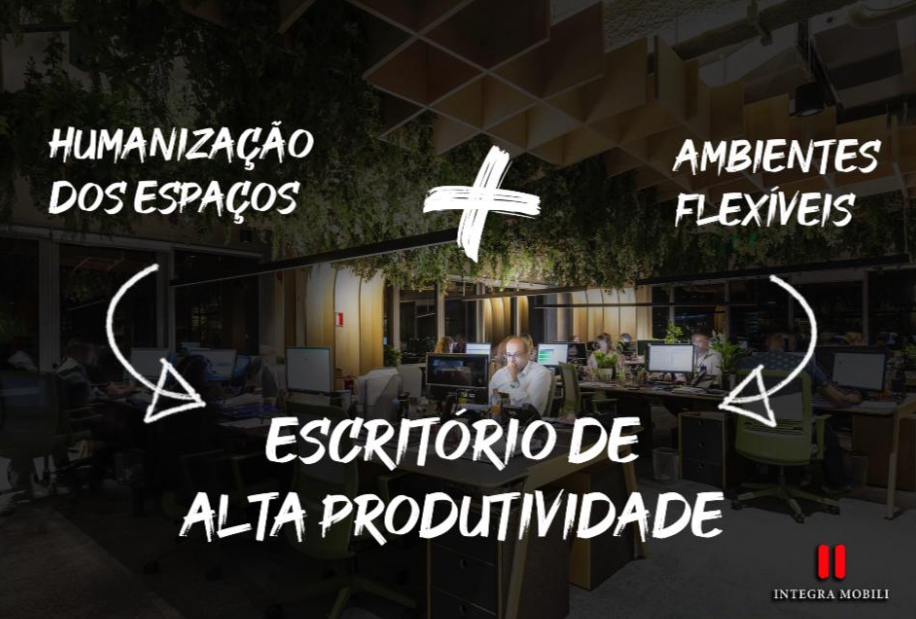 HUMANIZAÇÃO
DOS ESPAÇOS
+
AMBIENTES
FLEXÍVEIS
ESCRITÓRIO DE
ALTA PRODUTIVIDADE
INTEGRA MOBILI